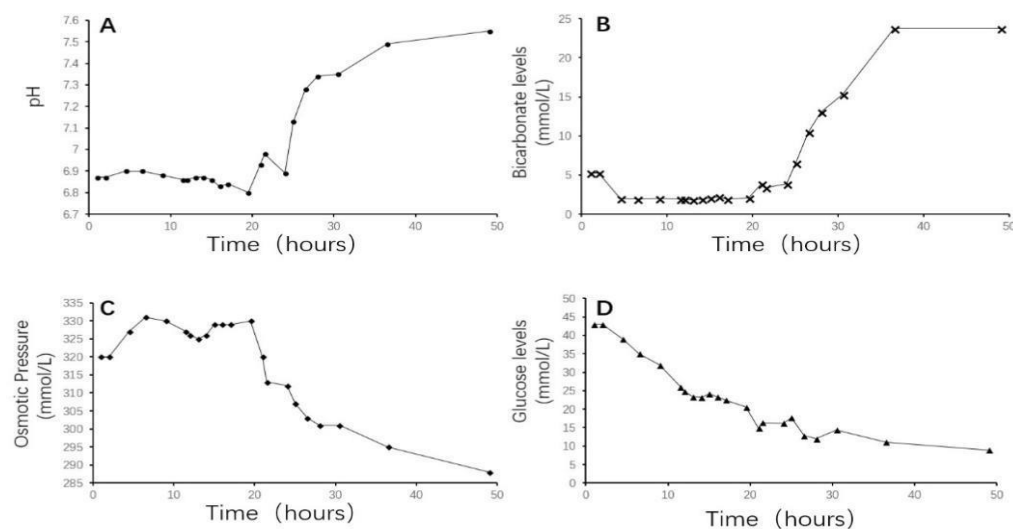 A
pH
7.6
7.5
7.4
7.3
7.2
7.1
7
6.9
6.8
6.7
0 10 20 30 40 50
Time (hours）
B
Bicarbonate levels
(mmol/L)
25
20
15
10
5
0
0 10 20 30 40 50
Time (hours）
C
Osmotic Pressure
(mmol/L)
335
330
325
320
315
310
305
300
295
290
285
0 10 20 30 40 50
Time (hours）
D
Glucose levels
(mmol/L)
50
45
40
35
30
25
20
15
10
5
0
0 10 20 30 40 50
Time (hours）